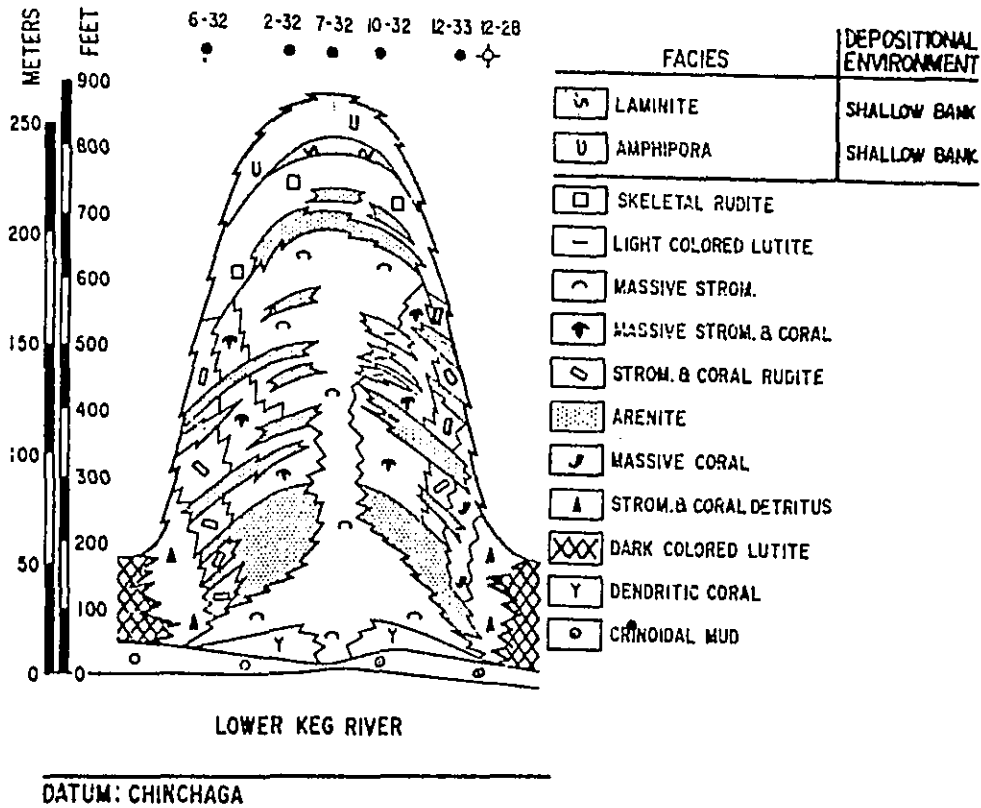 METERS
FEET
6-32 2-32 7-32 10-32 12-33 12-28
900
250
800
700
200
600
150
500
400
100
300
200
50
100
0 0
LOWER KEG RIVER
DATUM: CHINCHAGA
FACIES
DEPOSITIONAL
ENVIRONMENT
LAMINITE SHALLOW BANK
U AMPHIPORA SHALLOW BANK
SKELETAL RUDITE
LIGHT COLORED LUTITE
MASSIVE STROM.
MASSIVE STROM. & CORAL
STROM. & CORAL RUDITE
ARENITE
MASSIVE CORAL
STROM. & CORAL DETRITUS
DARK COLORED LUTITE
Y DENDRITIC CORAL
CRINOIDAL MUD